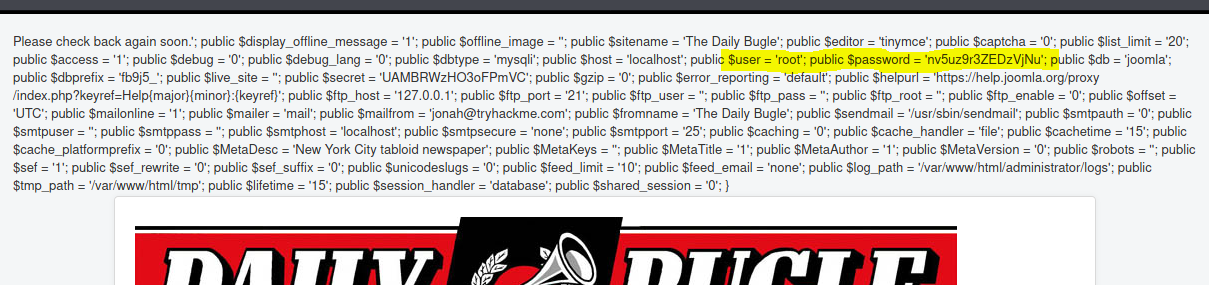 Please check back again soon.'; public $display_offline_message = '1'; public $offline_image = ''; public $sitename = 'The Daily Bugle'; public $editor = 'tinymce'; public $captcha = '0'; public $list_limit = '20';
public $access = '1'; public $debug = '0'; public $debug_lang = '0'; public $dbtype = 'mysqli'; public $host = 'localhost'; public $user = 'root'; public $password = 'nv5uz9r3ZEDzVjNu'; public $db = 'joomla';
public $dbprefix = 'fb9j5_'; public $live_site = ''; public $secret = 'UAMBRWzHO3oFPmVC'; public $gzip = '0'; public $error_reporting = 'default'; public $helpurl = 'https://help.joomla.org/proxy
/index.php?keyref=Help{major}{minor}:{keyref}'; public $ftp_host = '127.0.0.1'; public $ftp_port = '21'; public $ftp_user = ''; public $ftp_pass = ''; public $ftp_root = ''; public $ftp_enable = '0'; public $offset =
'UTC'; public $mailonline = '1'; public $mailer = 'mail'; public $mailfrom = 'jonah@tryhackme.com'; public $fromname = 'The Daily Bugle'; public $sendmail = '/usr/sbin/sendmail'; public $smtpauth = '0'; public
$smtpuser = ''; public $smtppass = ''; public $smtphost = 'localhost'; public $smtpsecure = 'none'; public $smtpport = '25'; public $caching = '0'; public $cache_handler = 'file'; public $cachetime = '15'; public
$cache_platformprefix = '0'; public $MetaDesc = 'New York City tabloid newspaper'; public $MetaKeys = ''; public $MetaTitle = '1'; public $MetaAuthor = '1'; public $MetaVersion = '0'; public $robots = ''; public
$sef = '1'; public $sef_rewrite = '0'; public $sef_suffix = '0'; public $unicodeslugs = '0'; public $feed_limit = '10'; public $feed_email = 'none'; public $log_path = '/var/www/html/administrator/logs'; public
$tmp_path = '/var/www/html/tmp'; public $lifetime = '15'; public $session_handler = 'database'; public $shared_session = '0'; }
DAILY BUGLE